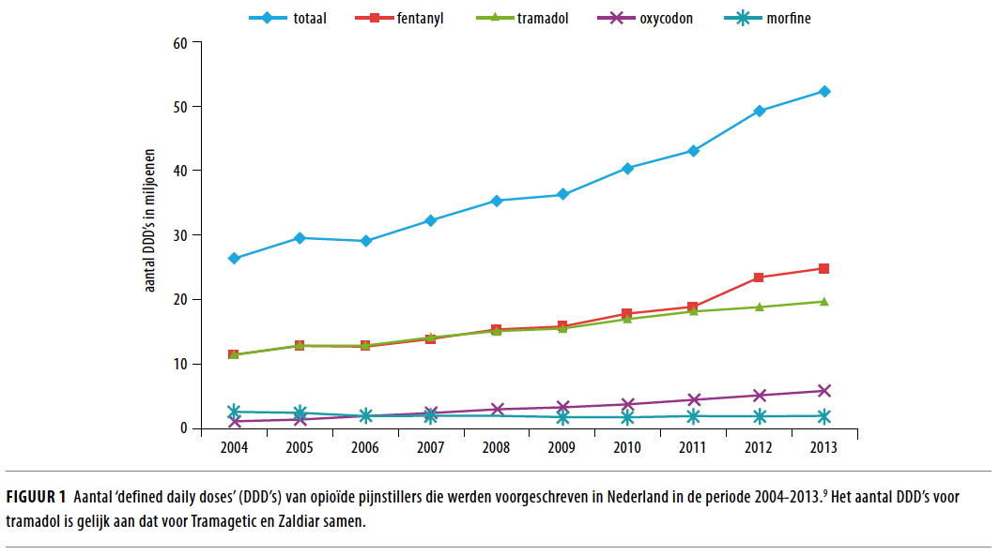 totaal fentanyl tramadol oxycodon morfine
aantal DDD's in miljoenen
60
50
40
30
20
10
0
2004 2005 2006 2007 2008 2009 2010 2011 2012 2013
FIGUUR 1 Aantal ‘defined daily doses’ (DDD’s) van opioïde pijnstillers die werden voorgeschreven in Nederland in de periode 2004-2013.⁹ Het aantal DDD’s voor
tramadol is gelijk aan dat voor Tramagetic en Zaldiar samen.